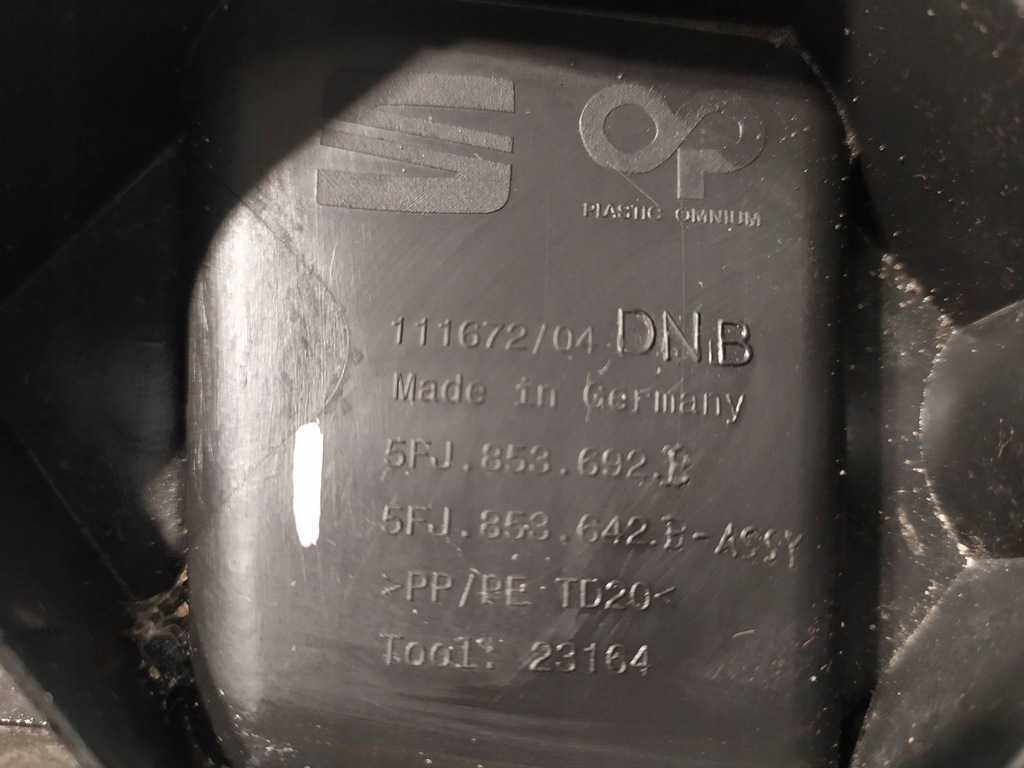 PLASTIC OMNIUM
111672/04 DNB
Made in Germany
5FJ.853.692.B
5FJ.853.642.B-ASSY
>PP/PE-TD20<
Tool: 23164